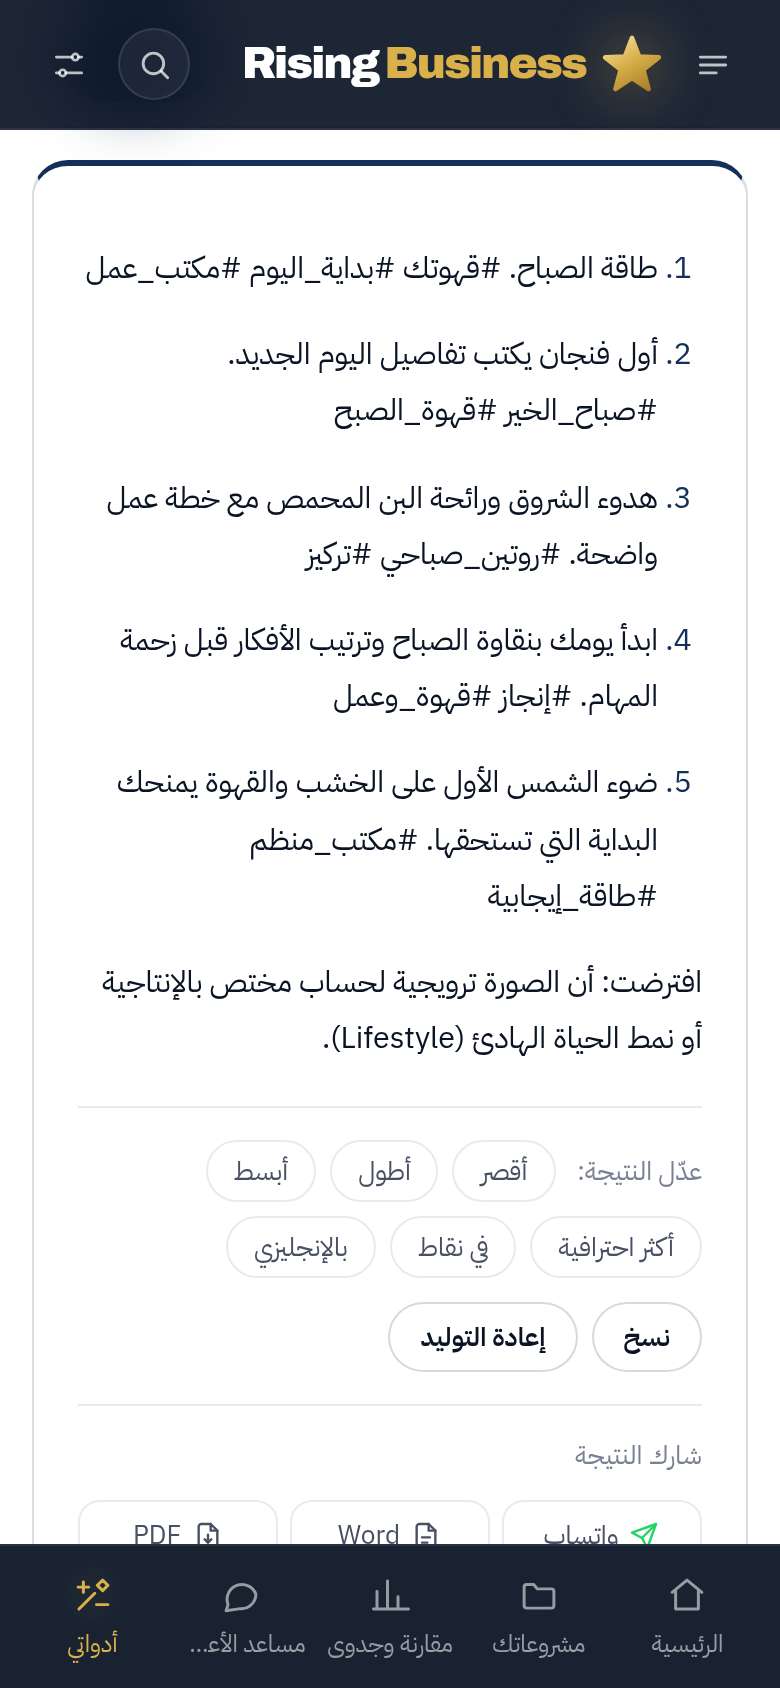 Rising Business
1. طاقة الصباح. #قهوتك #بداية_اليوم #مكتب_عمل
2. أول فنجان يكتب تفاصيل اليوم الجديد.
#صباح_الخير #قهوة_الصبح
3. هدوء الشروق ورائحة البن المحمص مع خطة عمل
واضحة. #روتين_صباحي #تركيز
4. ابدأ يومك بنقاوة الصباح وترتيب الأفكار قبل زحمة
المهام. #إنجاز #قهوة_وعمل
5. ضوء الشمس الأول على الخشب والقهوة يمنحك
البداية التي تستحقها. #مكتب_منظم
#طاقة_إيجابية
افترضت: أن الصورة ترويجية لحساب مختص بالإنتاجية
أو نمط الحياة الهادئ (Lifestyle).
عدّل النتيجة: أقصر أطول أبسط
أكثر احترافية في نقاط بالإنجليزي
نسخ إعادة التوليد
شارك النتيجة
واتساب Word PDF
الرئيسية مشروعاتك مقارنة وجدوى مساعد الأعـ... أدواتي